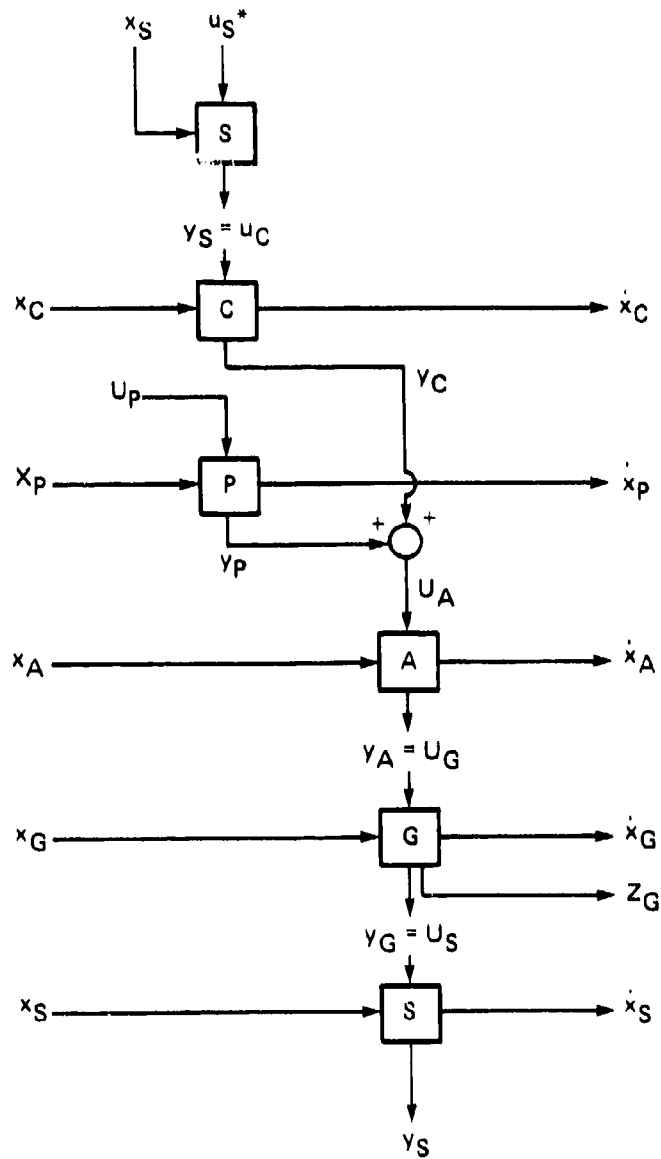 x_S u_S*
S
y_S = u_C
x_C C ẋ_C
y_C
U_P
x_P P ẋ_P
+ +
y_P
U_A
x_A A ẋ_A
y_A = U_G
x_G G ẋ_G
Z_G
y_G = U_S
x_S S ẋ_S
y_S